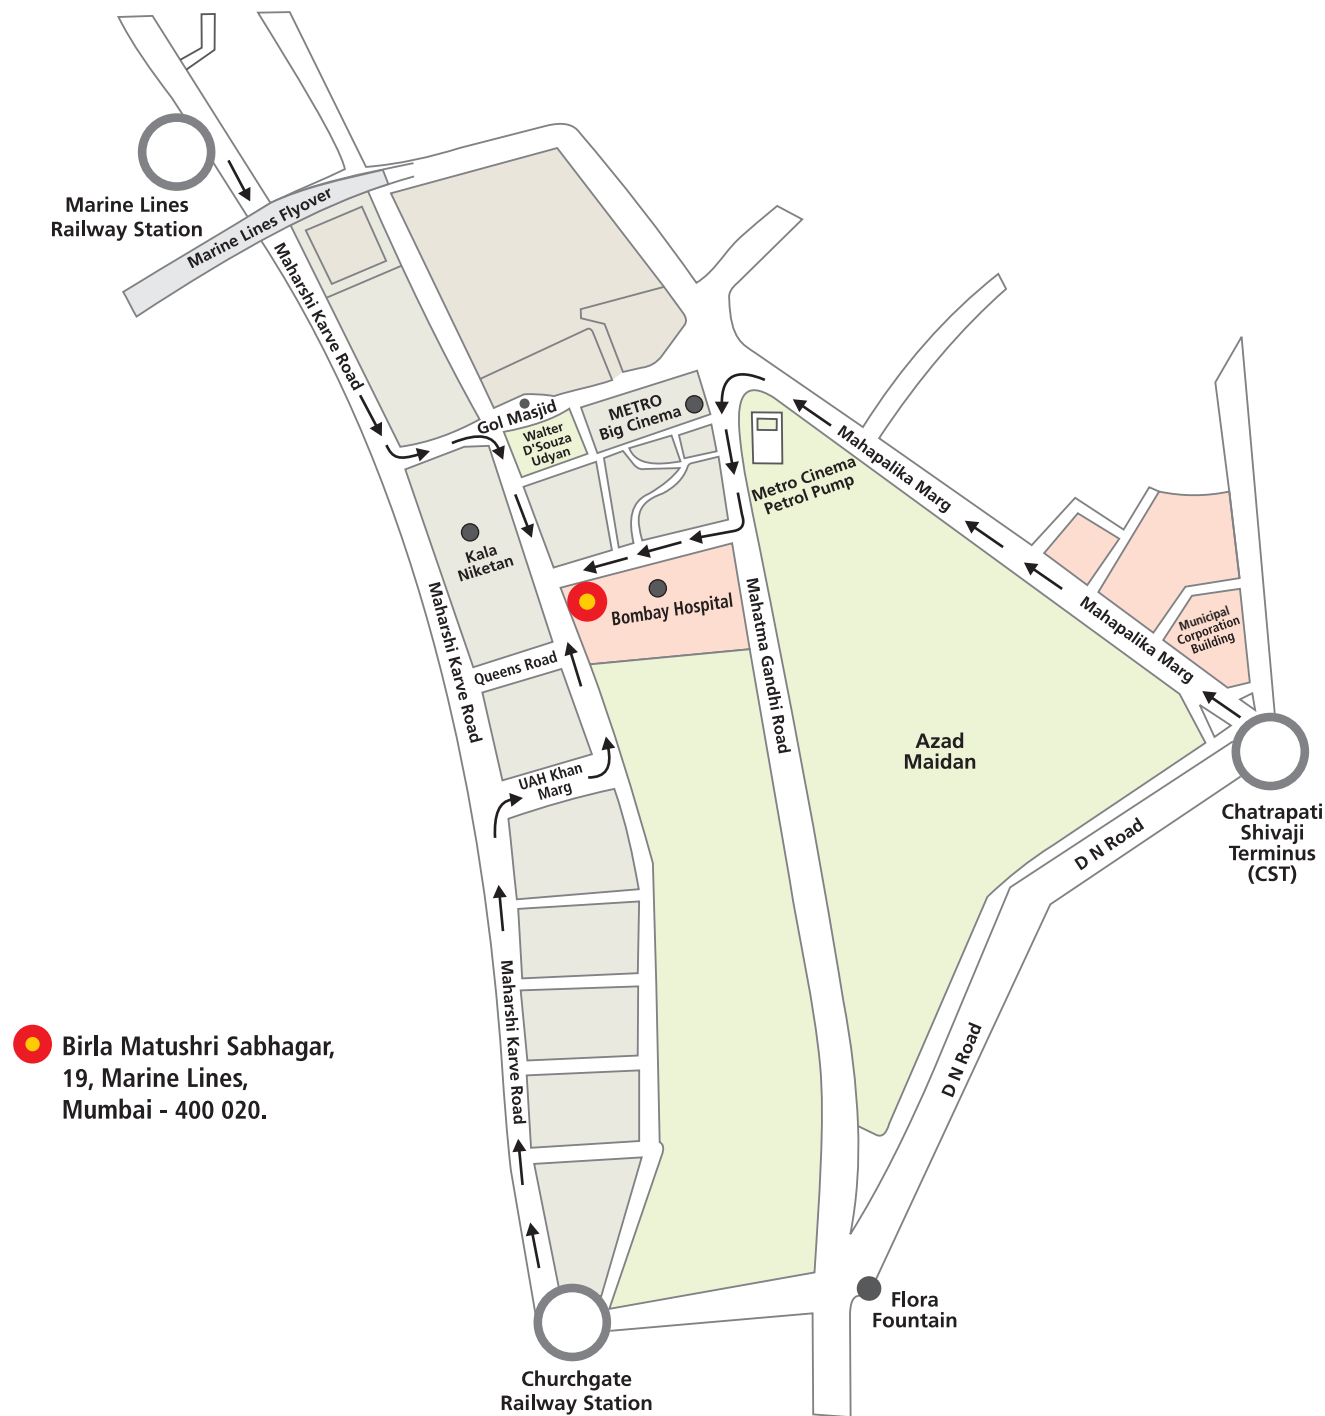 Marine Lines
Railway Station
Marine Lines Flyover
Maharshi Karve Road
Gol Masjid
Walter
D'Souza
Udyan
METRO
Big Cinema
Metro Cinema
Petrol Pump
Mahapalika Marg
Kala
Niketan
Bombay Hospital
Maharshi Karve Road
Queens Road
Mahatma Gandhi Road
Mahapalika Marg
Municipal
Corporation
Building
UAH Khan
Marg
Azad
Maidan
Chatrapati
Shivaji
Terminus
(CST)
D N Road
Maharshi Karve Road
D N Road
Birla Matushri Sabhagar,
19, Marine Lines,
Mumbai - 400 020.
Flora
Fountain
Churchgate
Railway Station